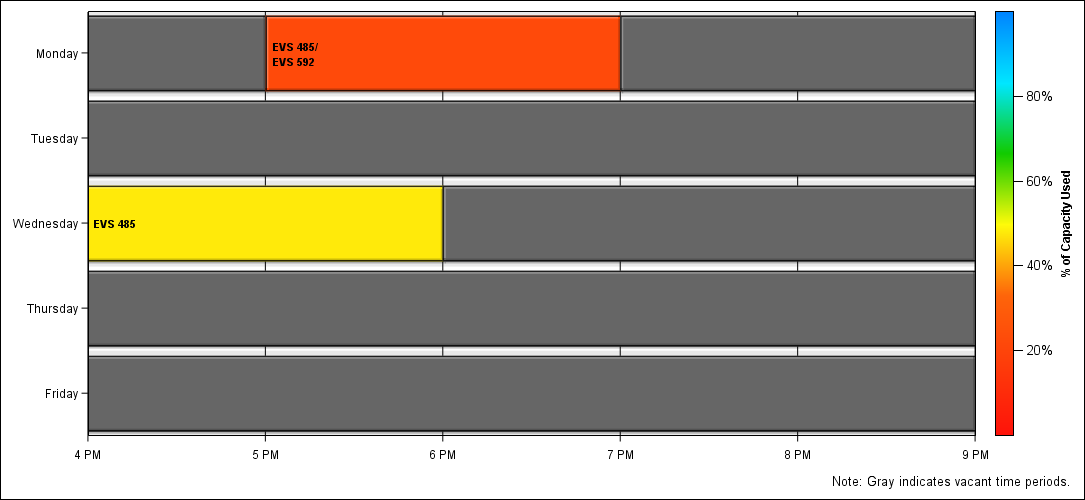 Monday
EVS 485/
EVS 592
Tuesday
Wednesday
EVS 485
Thursday
Friday
4 PM 5 PM 6 PM 7 PM 8 PM 9 PM
80%
60%
40%
20%
% of Capacity Used
Note: Gray indicates vacant time periods.